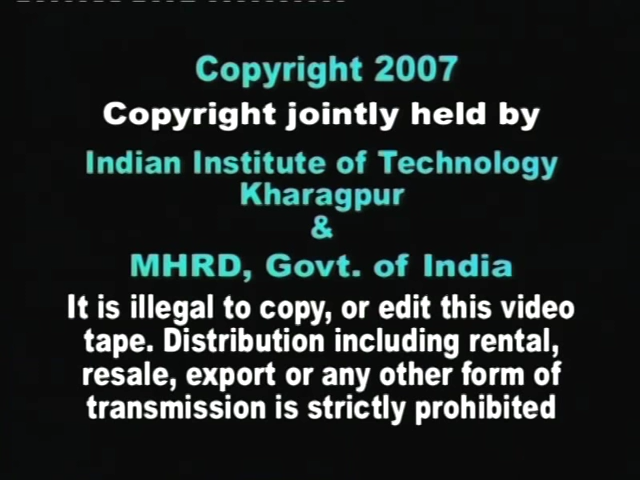 Copyright 2007
Copyright jointly held by
Indian Institute of Technology
Kharagpur
&
MHRD, Govt. of India
It is illegal to copy, or edit this video
tape. Distribution including rental,
resale, export or any other form of
transmission is strictly prohibited